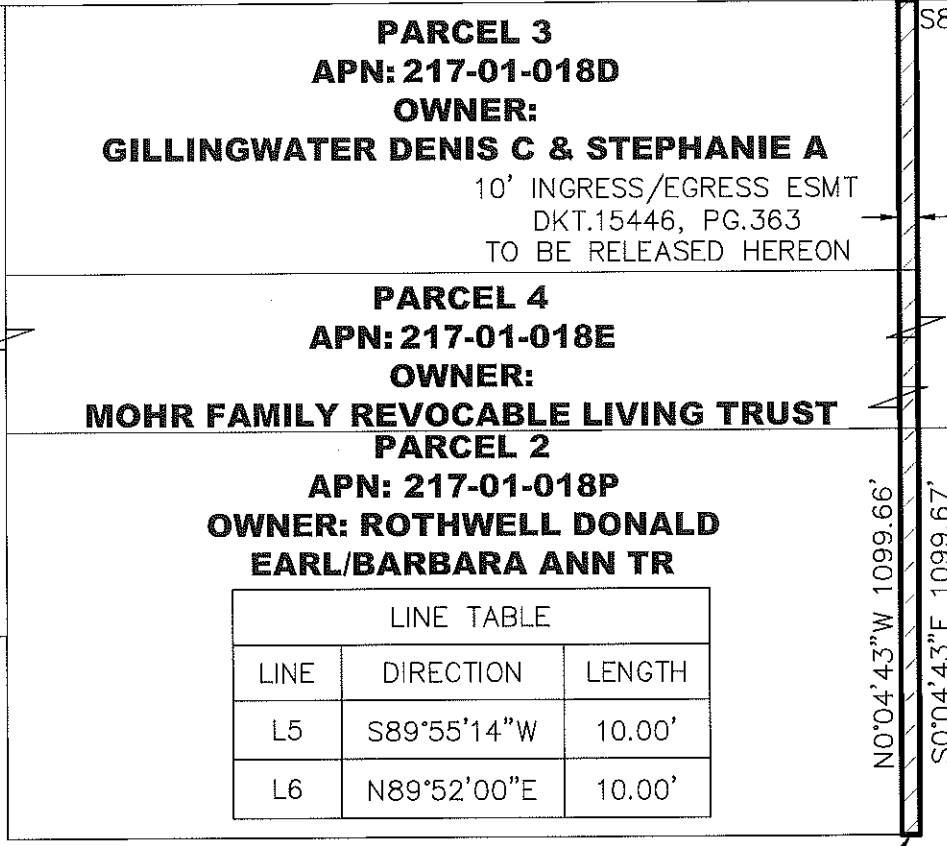 S8
PARCEL 3
APN: 217-01-018D
OWNER:
GILLINGWATER DENIS C & STEPHANIE A
10' INGRESS/EGRESS ESMT
DKT.15446, PG.363
TO BE RELEASED HEREON
PARCEL 4
APN: 217-01-018E
OWNER:
MOHR FAMILY REVOCABLE LIVING TRUST
PARCEL 2
APN: 217-01-018P
OWNER: ROTHWELL DONALD
EARL/BARBARA ANN TR
LINE TABLE
LINE DIRECTION LENGTH
L5 S89°55'14"W 10.00'
L6 N89°52'00"E 10.00'
N0°04'43"W 1099.66'
S0°04'43"E 1099.67'